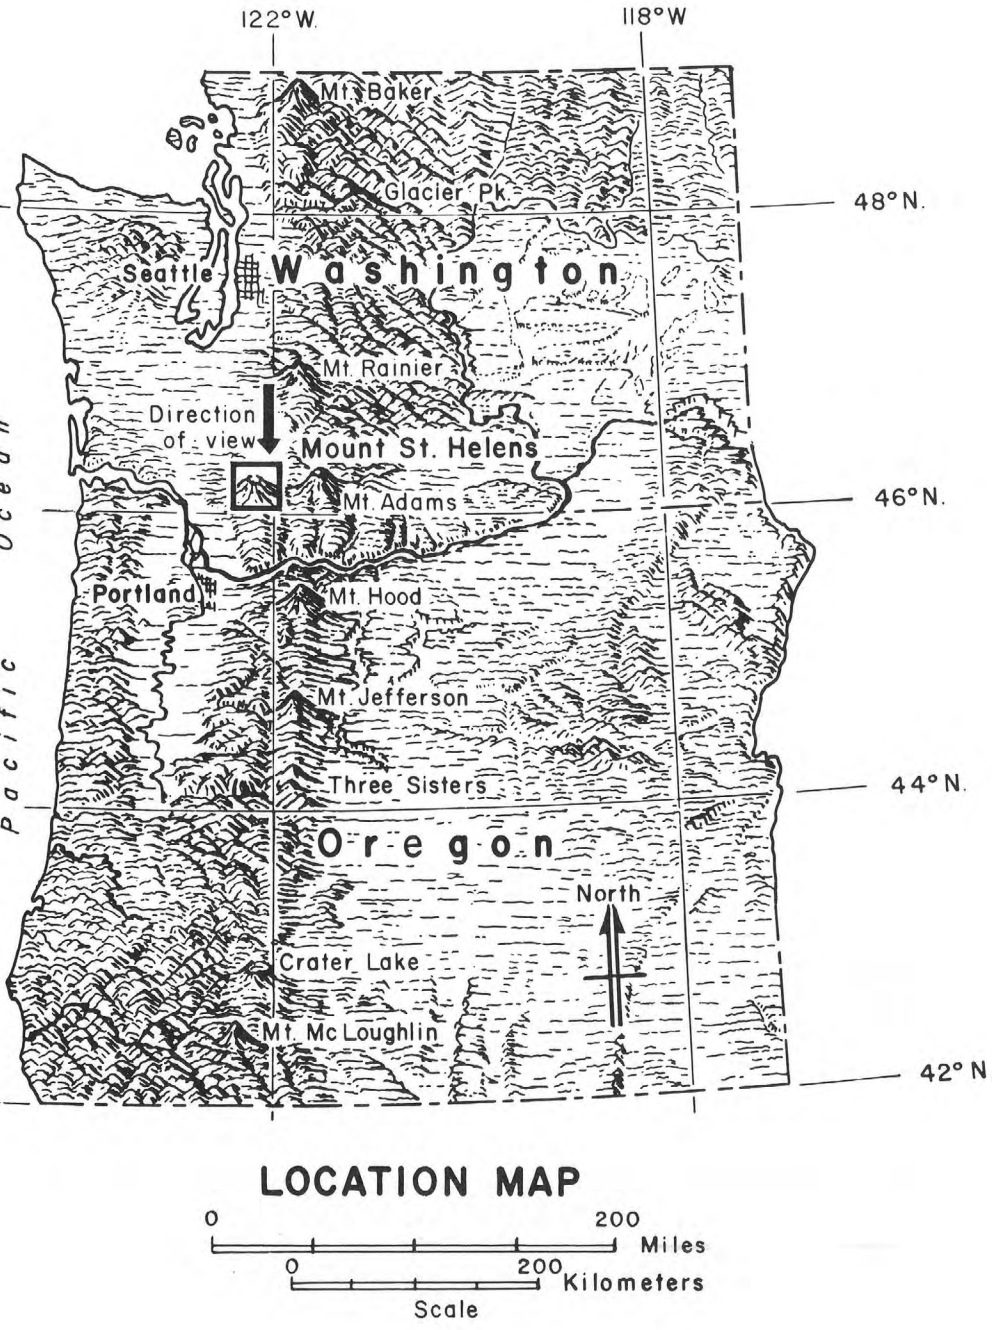 122°W.
118°W
Mt. Baker
Glacier Pk.
48°N.
Seattle
Washington
Mt. Rainier
Direction
of view
Mount St. Helens
Mt. Adams
46°N.
Pacific Ocean
Portland
Mt. Hood
Mt. Jefferson
Three Sisters
44°N.
Oregon
North
Crater Lake
Mt. McLoughlin
42°N
LOCATION MAP
0 200
Miles
0 200
Kilometers
Scale